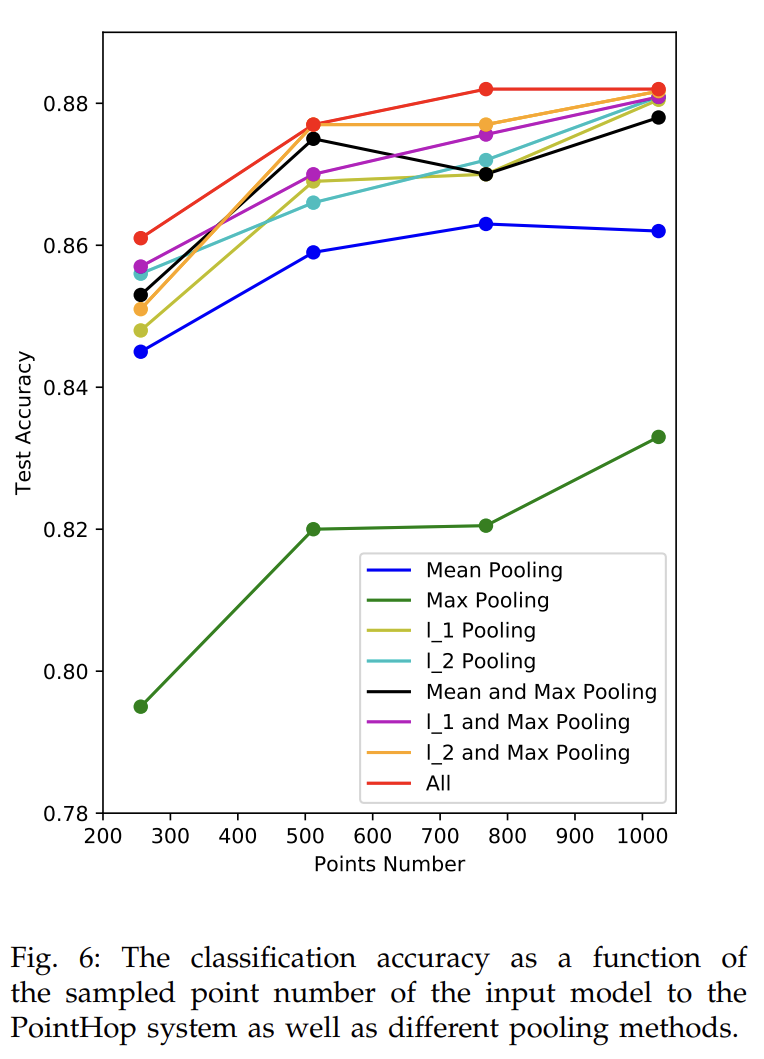 0.88
0.86
0.84
0.82
0.80
0.78
Test Accuracy
200 300 400 500 600 700 800 900 1000
Points Number
Mean Pooling
Max Pooling
l_1 Pooling
l_2 Pooling
Mean and Max Pooling
l_1 and Max Pooling
l_2 and Max Pooling
All
Fig. 6: The classification accuracy as a function of
the sampled point number of the input model to the
PointHop system as well as different pooling methods.